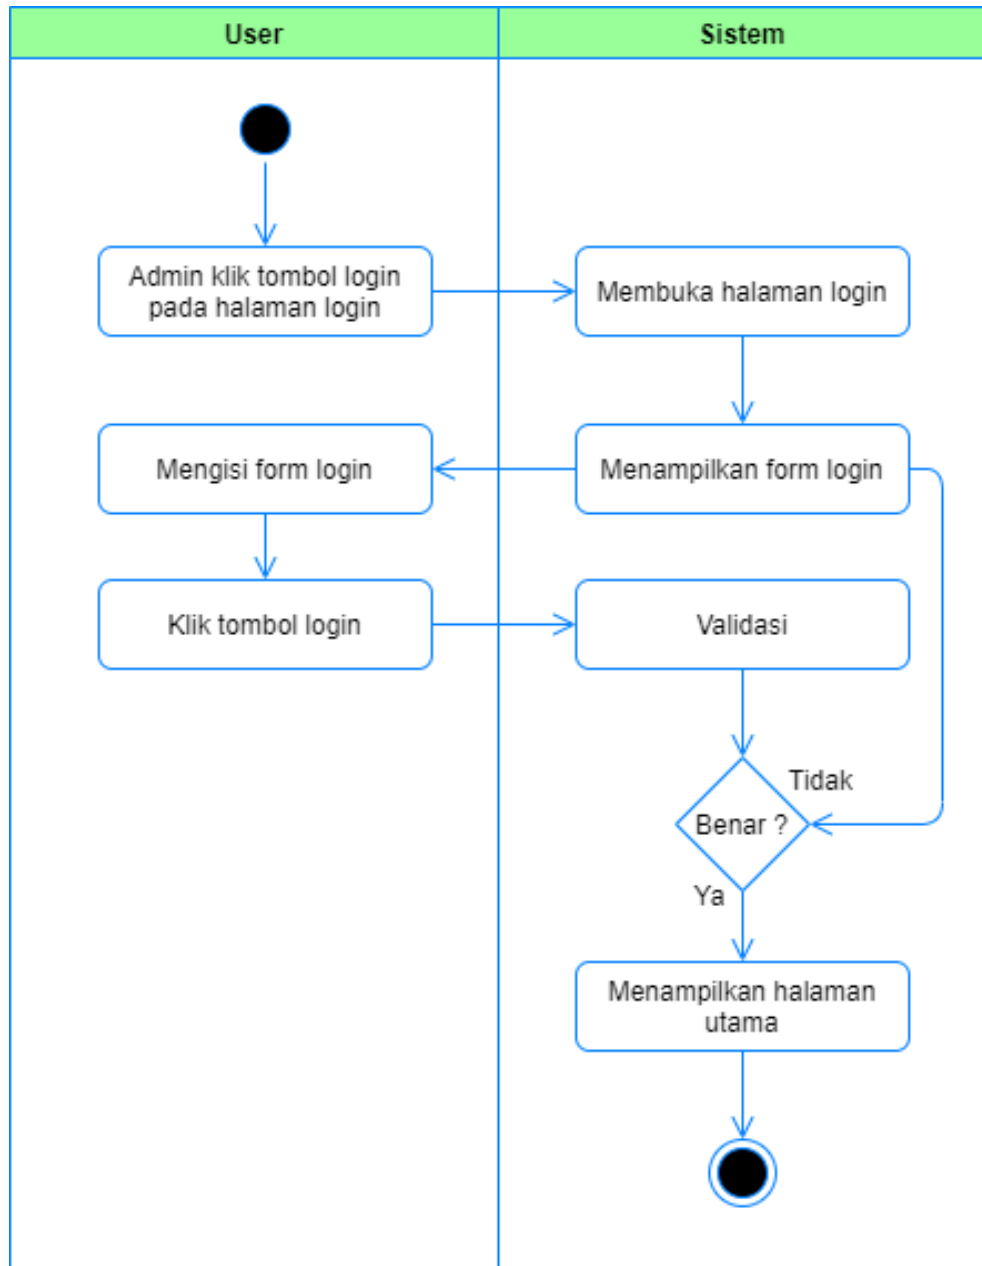 User
Sistem
Admin klik tombol login
pada halaman login
Membuka halaman login
Mengisi form login
Menampilkan form login
Klik tombol login
Validasi
Tidak
Benar ?
Ya
Menampilkan halaman
utama